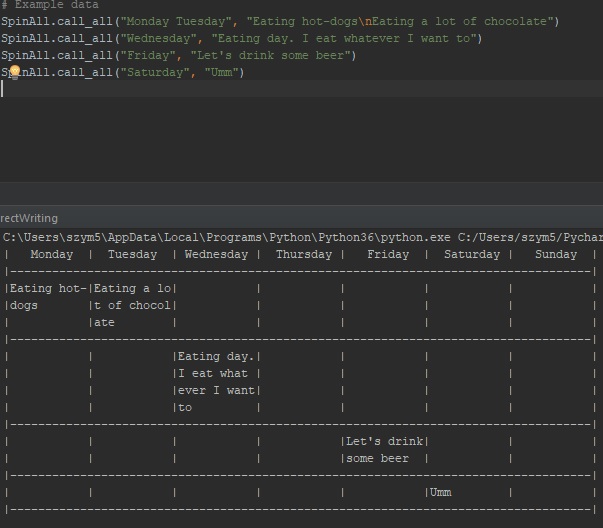 # Example data
SpinAll.call_all("Monday Tuesday", "Eating hot-dogs\nEating a lot of chocolate")
SpinAll.call_all("Wednesday", "Eating day. I eat whatever I want to")
SpinAll.call_all("Friday", "Let's drink some beer")
SpinAll.call_all("Saturday", "Umm")
rectWriting
C:\Users\szym5\AppData\Local\Programs\Python\Python36\python.exe C:/Users/szym5/Pychar
|   Monday  |  Tuesday  | Wednesday |  Thursday |   Friday  |  Saturday |   Sunday  |
|-----------------------------------------------------------------------------------|
|Eating hot-|Eating a lo|           |           |           |           |           |
|dogs       |t of chocol|           |           |           |           |           |
|           |ate        |           |           |           |           |           |
|-----------------------------------------------------------------------------------|
|           |           |Eating day.|           |           |           |           |
|           |           |I eat what |           |           |           |           |
|           |           |ever I want|           |           |           |           |
|           |           |to         |           |           |           |           |
|-----------------------------------------------------------------------------------|
|           |           |           |           |Let's drink|           |           |
|           |           |           |           |some beer  |           |           |
|-----------------------------------------------------------------------------------|
|           |           |           |           |           |Umm        |           |
|-----------------------------------------------------------------------------------|